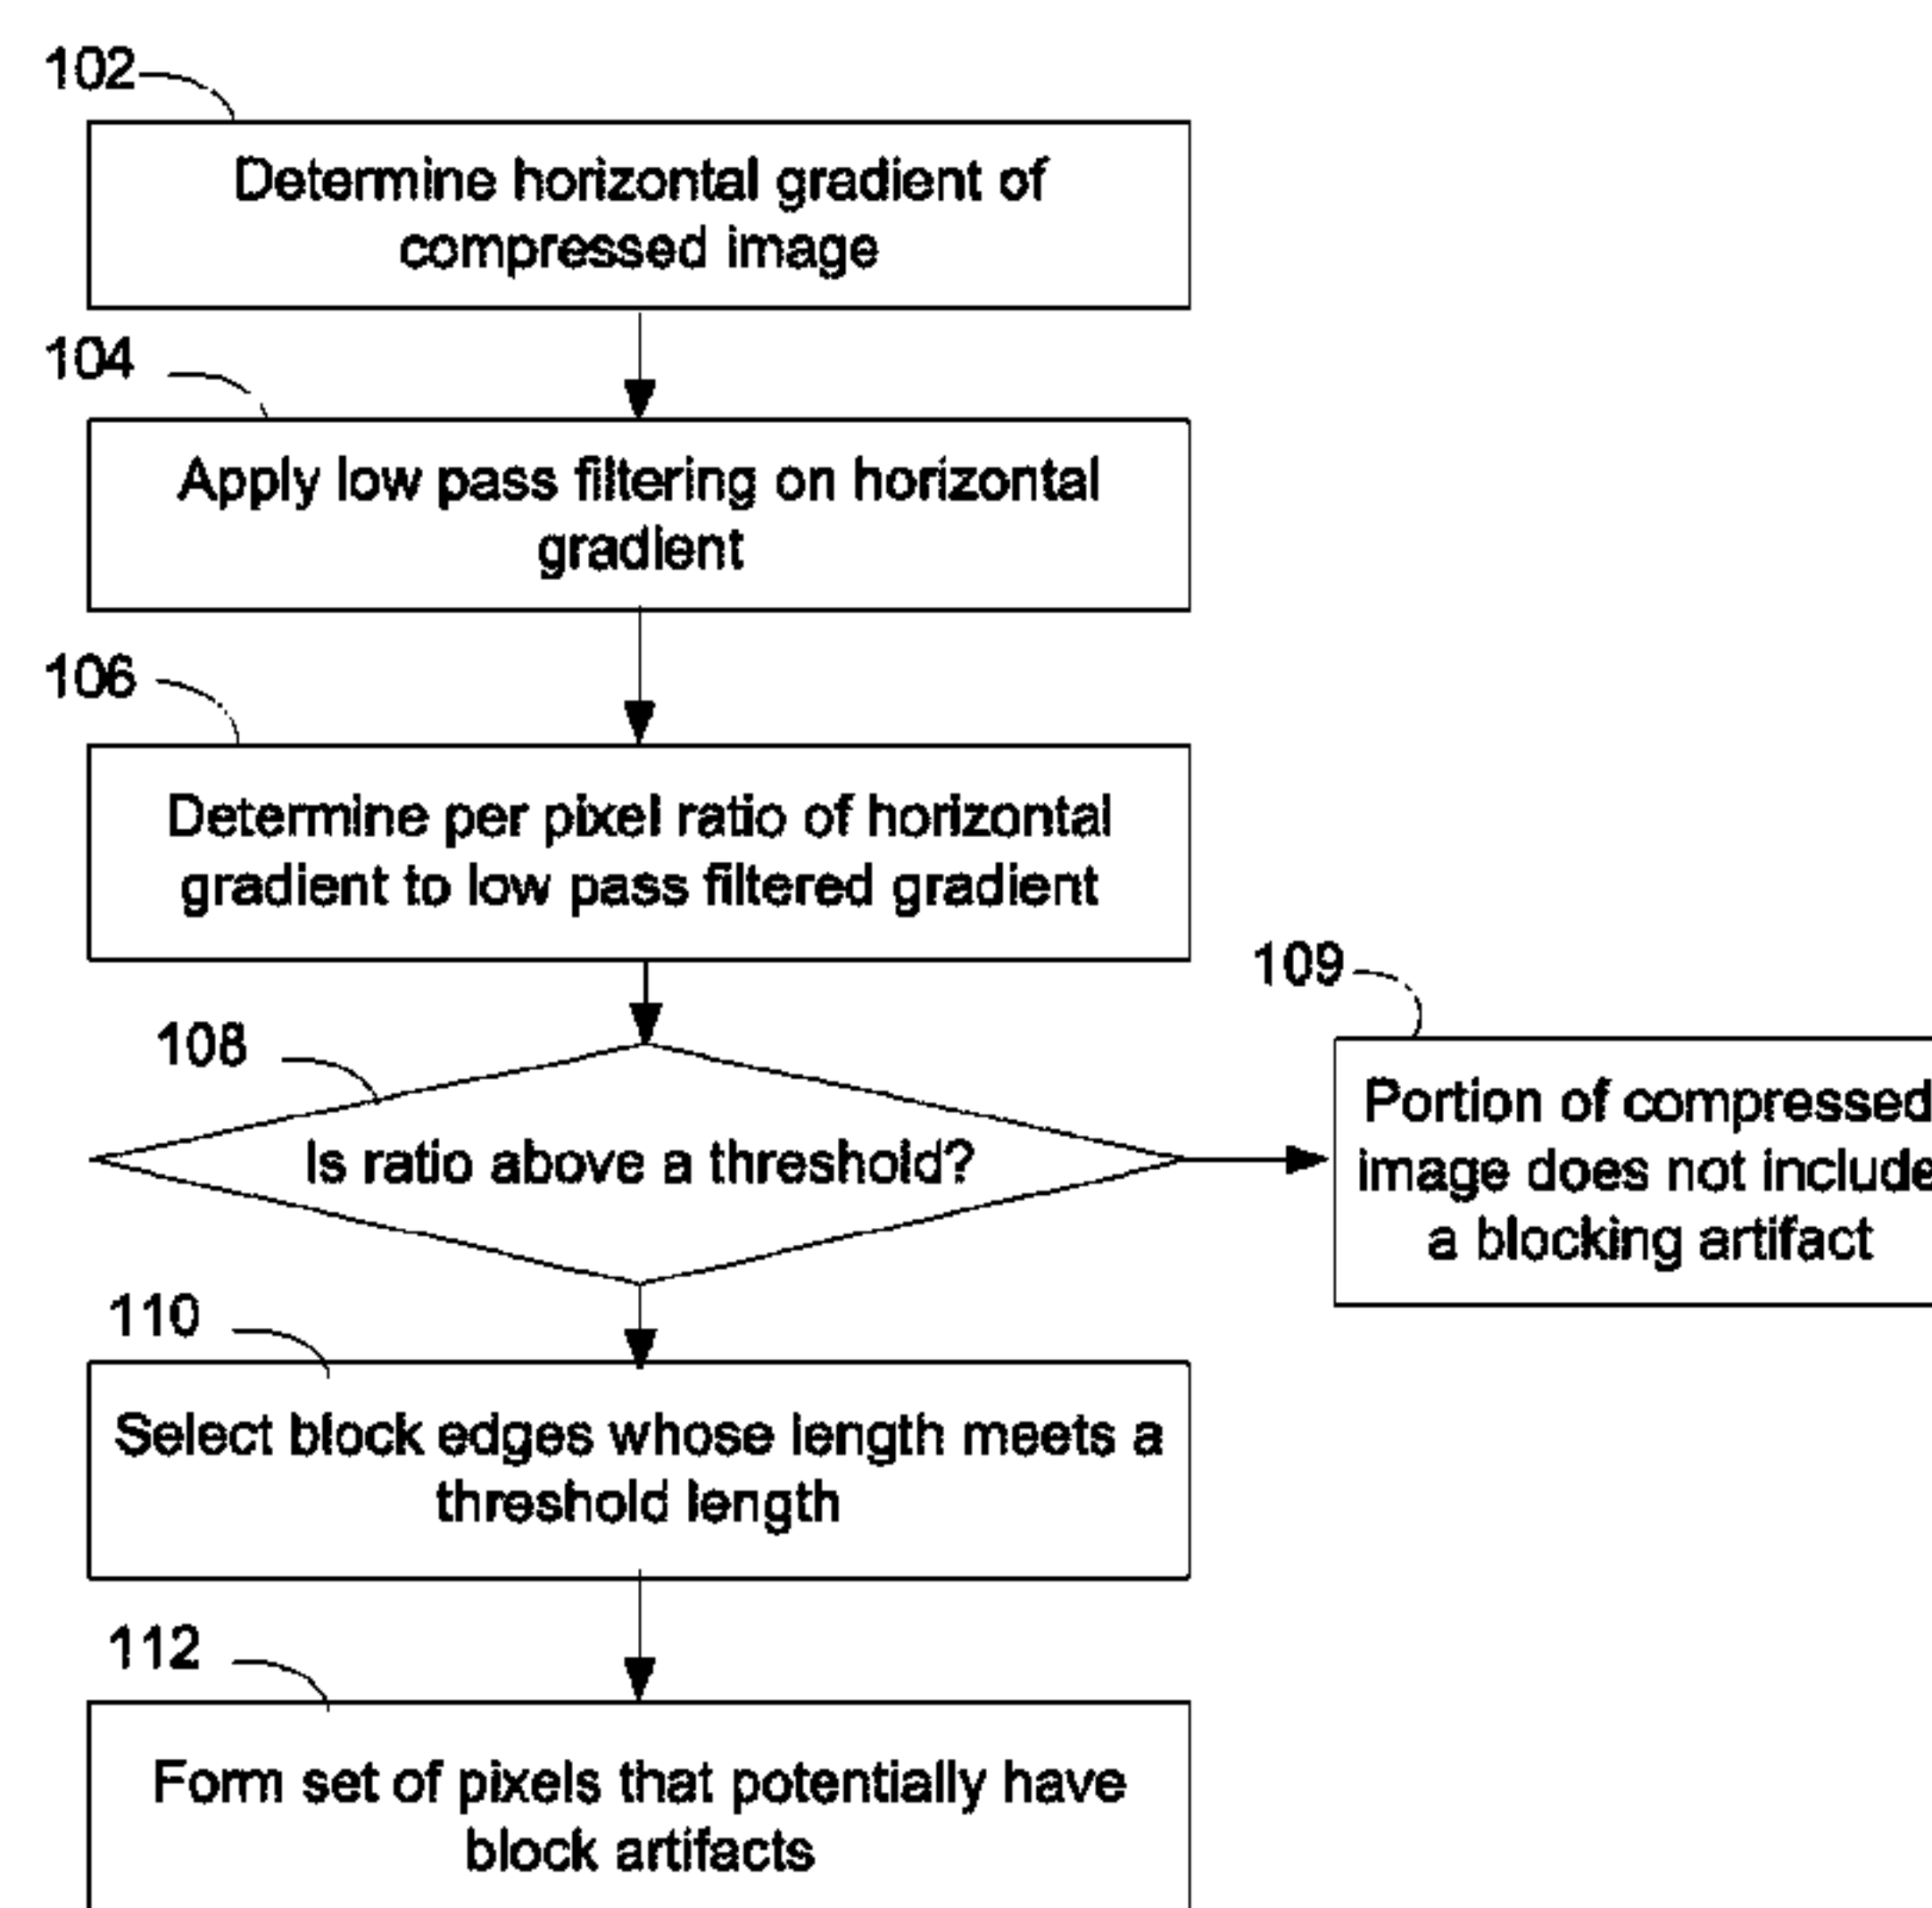 102
Determine horizontal gradient of
compressed image
104
Apply low pass filtering on horizontal
gradient
106
Determine per pixel ratio of horizontal
gradient to low pass filtered gradient
108
Is ratio above a threshold?
109
Portion of compressed
image does not include
a blocking artifact
110
Select block edges whose length meets a
threshold length
112
Form set of pixels that potentially have
block artifacts